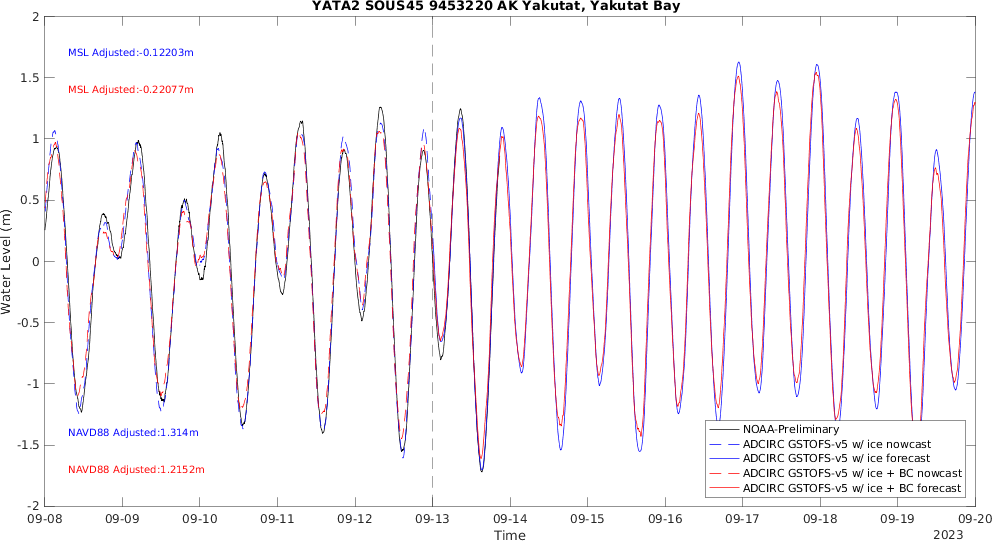 YATA2 SOUS45 9453220 AK Yakutat, Yakutat Bay
2
1.5
1
0.5
0
-0.5
-1
-1.5
-2
Water Level (m)
MSL Adjusted:-0.12203m
MSL Adjusted:-0.22077m
NAVD88 Adjusted:1.314m
NAVD88 Adjusted:1.2152m
NOAA-Preliminary
ADCIRC GSTOFS-v5 w/ ice nowcast
ADCIRC GSTOFS-v5 w/ ice forecast
ADCIRC GSTOFS-v5 w/ ice + BC nowcast
ADCIRC GSTOFS-v5 w/ ice + BC forecast
09-08 09-09 09-10 09-11 09-12 09-13 09-14 09-15 09-16 09-17 09-18 09-19 09-20
Time
2023